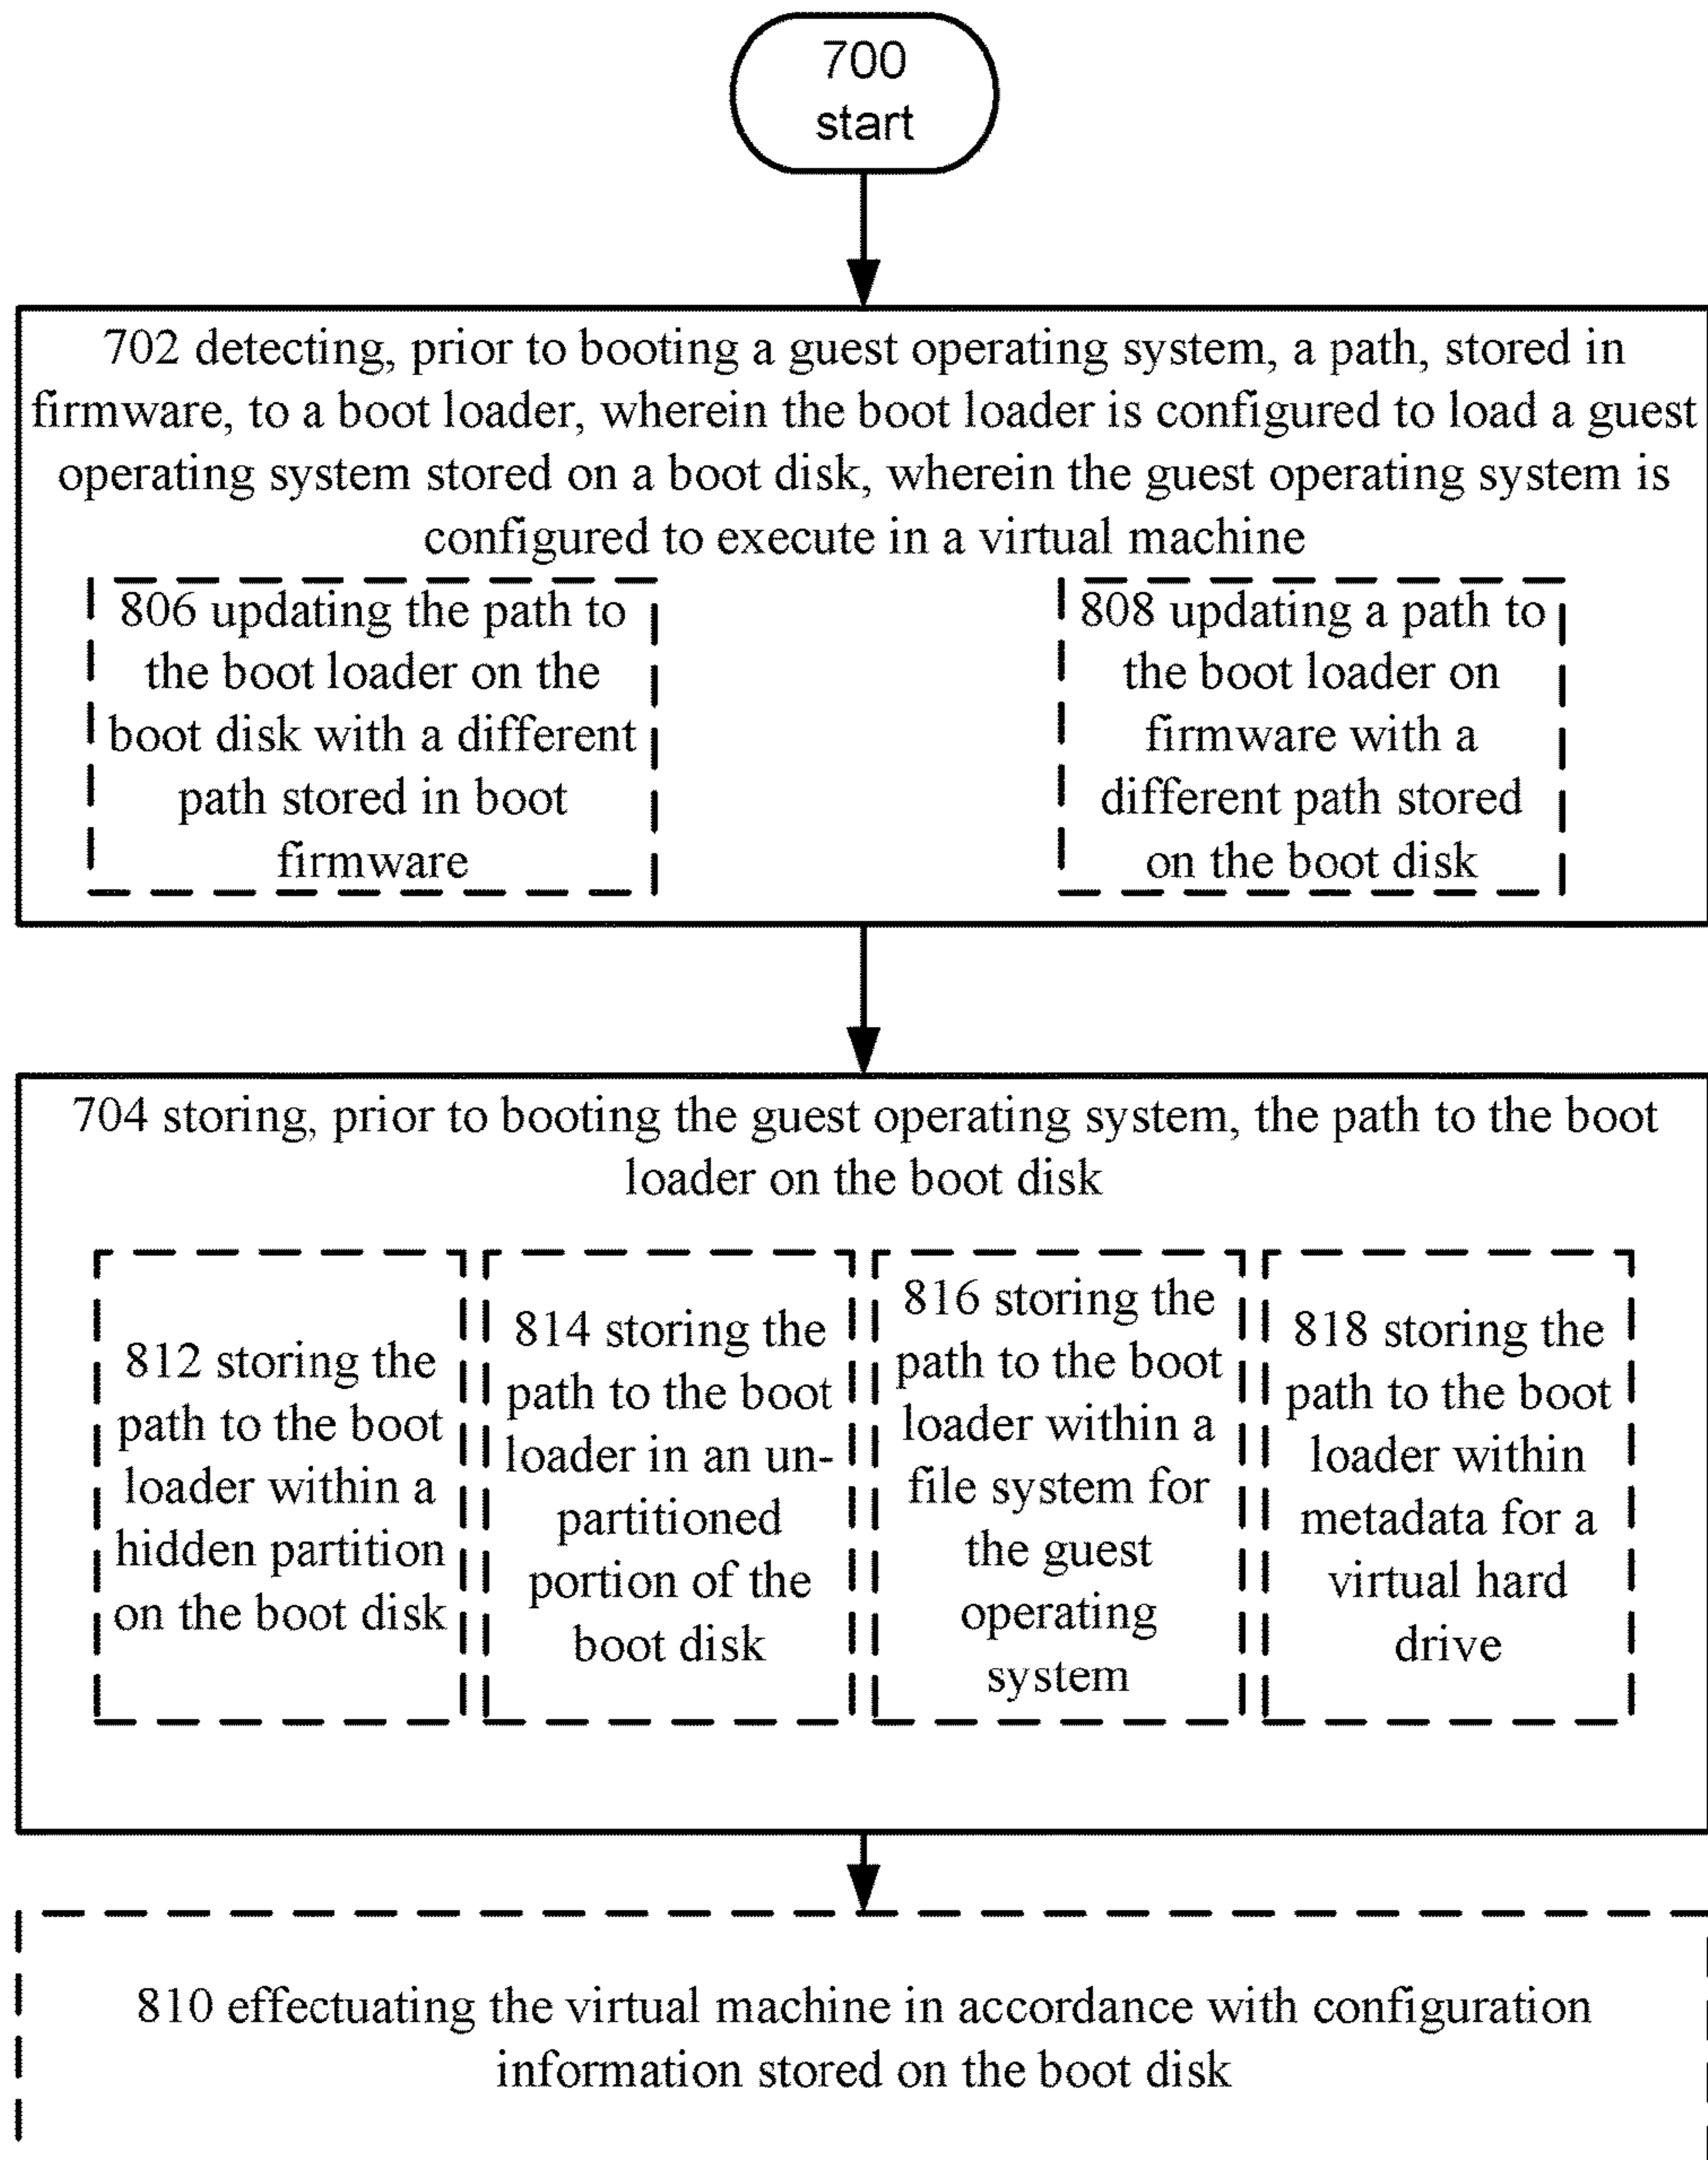 700
start
702 detecting, prior to booting a guest operating system, a path, stored in
firmware, to a boot loader, wherein the boot loader is configured to load a guest
operating system stored on a boot disk, wherein the guest operating system is
configured to execute in a virtual machine
806 updating the path to
the boot loader on the
boot disk with a different
path stored in boot
firmware
808 updating a path to
the boot loader on
firmware with a
different path stored
on the boot disk
704 storing, prior to booting the guest operating system, the path to the boot
loader on the boot disk
812 storing the
path to the boot
loader within a
hidden partition
on the boot disk
814 storing the
path to the boot
loader in an un-
partitioned
portion of the
boot disk
816 storing the
path to the boot
loader within a
file system for
the guest
operating
system
818 storing the
path to the boot
loader within
metadata for a
virtual hard
drive
810 effectuating the virtual machine in accordance with configuration
information stored on the boot disk